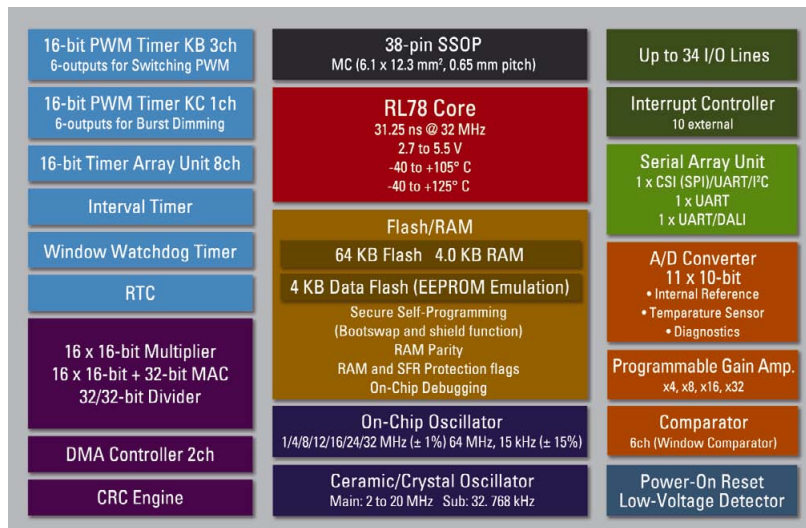 16-bit PWM Timer KB 3ch
6-outputs for Switching PWM
16-bit PWM Timer KC 1ch
6-outputs for Burst Dimming
16-bit Timer Array Unit 8ch
Interval Timer
Window Watchdog Timer
RTC
16 x 16-bit Multiplier
16 x 16-bit + 32-bit MAC
32/32-bit Divider
DMA Controller 2ch
CRC Engine
38-pin SSOP
MC (6.1 x 12.3 mm², 0.65 mm pitch)
RL78 Core
31.25 ns @ 32 MHz
2.7 to 5.5 V
-40 to +105° C
-40 to +125° C
Flash/RAM
64 KB Flash 4.0 KB RAM
4 KB Data Flash (EEPROM Emulation)
Secure Self-Programming
(Bootswap and shield function)
RAM Parity
RAM and SFR Protection flags
On-Chip Debugging
On-Chip Oscillator
1/4/8/12/16/24/32 MHz (± 1%) 64 MHz, 15 kHz (± 15%)
Ceramic/Crystal Oscillator
Main: 2 to 20 MHz Sub: 32. 768 kHz
Up to 34 I/O Lines
Interrupt Controller
10 external
Serial Array Unit
1 x CSI (SPI)/UART/I²C
1 x UART
1 x UART/DALI
A/D Converter
11 x 10-bit
• Internal Reference
• Temperature Sensor
• Diagnostics
Programmable Gain Amp.
x4, x8, x16, x32
Comparator
6ch (Window Comparator)
Power-On Reset
Low-Voltage Detector